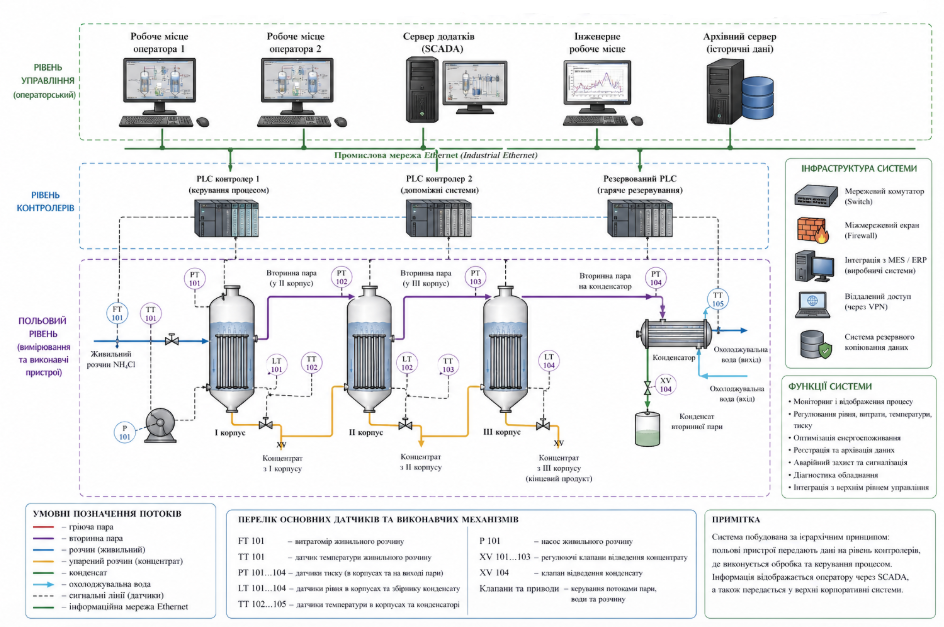 Робоче місце
оператора 1
Робоче місце
оператора 2
Сервер додатків
(SCADA)
Інженерне
робоче місце
Архівний сервер
(історичні дані)
РІВЕНЬ
УПРАВЛІННЯ
(операторський)
Промислова мережа Ethernet (Industrial Ethernet)
РІВЕНЬ
КОНТРОЛЕРІВ
PLC контролер 1
(керування процесом)
PLC контролер 2
(допоміжні системи)
Резервований PLC
(гаряче резервування)
ІНФРАСТРУКТУРА СИСТЕМИ
Мережевий комутатор
(Switch)
Міжмережевий екран
(Firewall)
Інтеграція з MES / ERP
(виробничі системи)
Віддалений доступ
(через VPN)
Система резервного
копіювання даних
ПОЛЬОВИЙ
РІВЕНЬ
(вимірювання
та виконавчі
пристрої)
PT
101
Вторинна пара
(у II корпус)
PT
102
Вторинна пара
(у III корпус)
PT
103
Вторинна пара
на конденсатор
PT
104
TT
105
FT
101
TT
101
Живильний
розчин NH₄Cl
LT
101
TT
102
LT
102
TT
103
LT
104
Конденсатор
Охолоджувальна
вода (вихід)
Охолоджувальна
вода (вхід)
XV
104
Конденсат
вторинної пари
P
101
I корпус
II корпус
III корпус
XV
XV
Концентрат
з I корпусу
Концентрат
з II корпусу
Концентрат
з III корпусу
(кінцевий продукт)
ФУНКЦІЇ СИСТЕМИ
• Моніторинг і відображення процесу
• Регулювання рівня, витрати, температури,
тиску
• Оптимізація енергоспоживання
• Реєстрація та архівація даних
• Аварійний захист та сигналізація
• Діагностика обладнання
• Інтеграція з верхнім рівнем управління
УМОВНІ ПОЗНАЧЕННЯ ПОТОКІВ
– гріюча пара
– вторинна пара
– розчин (живильний)
– упарений розчин (концентрат)
– конденсат
– охолоджувальна вода
– сигнальні лінії (датчики)
– інформаційна мережа Ethernet
ПЕРЕЛІК ОСНОВНИХ ДАТЧИКІВ ТА ВИКОНАВЧИХ МЕХАНІЗМІВ
FT 101 – витратомір живильного розчину
TT 101 – датчик температури живильного розчину
PT 101…104 – датчики тиску (в корпусах та на виході пари)
LT 101…104 – датчики рівня в корпусах та збірнику кондensату
TT 102…105 – датчики температури в корпусах та конденсаторі
P 101 – насос живильного розчину
XV 101…103 – регулюючі клапани відведення концентрату
XV 104 – клапан відведення конденсату
Клапани та приводи – керування потоками пари,
води та розчину
ПРИМІТКА
Система побудована за ієрархічним принципом:
польові пристрої передають дані на рівень контролерів,
де виконується обробка та керування процесом.
Інформація відображається оператору через SCADA,
а також передається у верхні корпоративні системи.